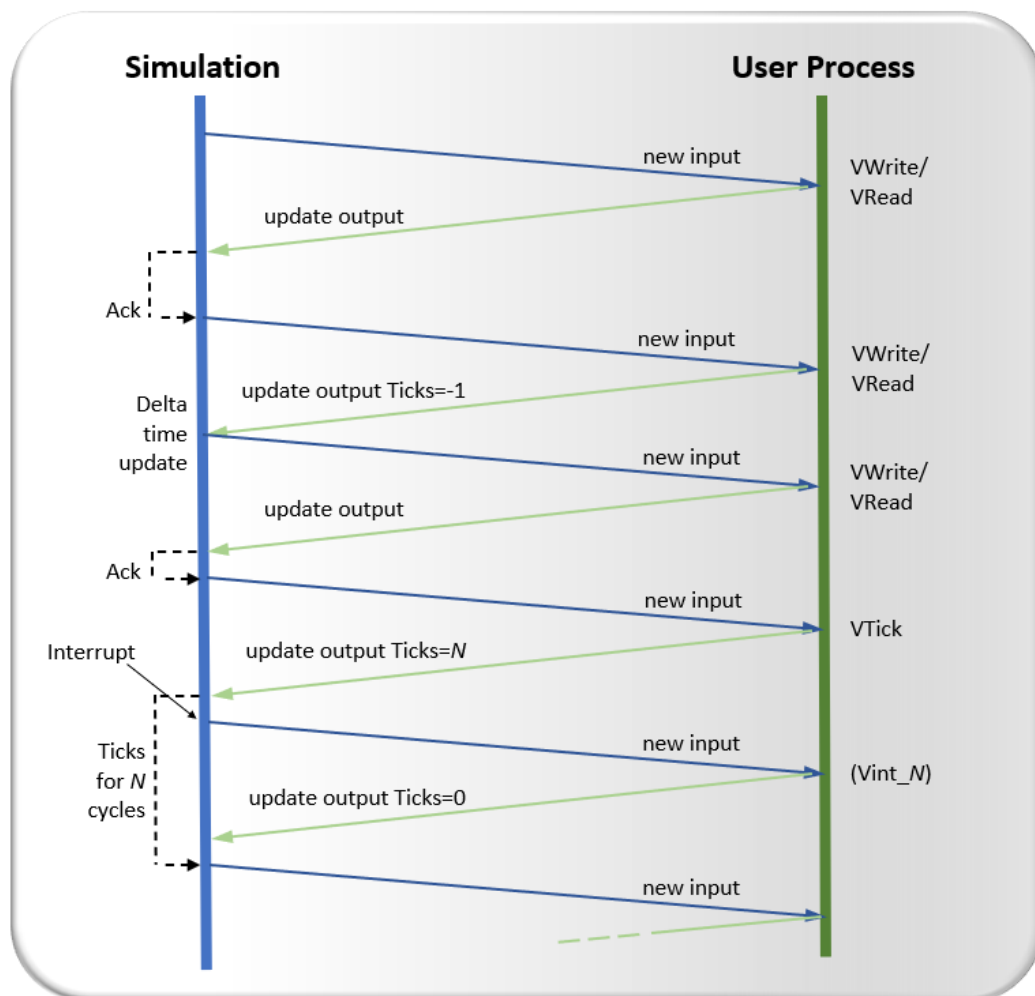 Simulation
User Process
new input
VWrite/
VRead
update output
Ack
new input
VWrite/
VRead
update output Ticks=-1
Delta
time
update
new input
VWrite/
VRead
update output
Ack
new input
VTick
Interrupt
update output Ticks=N
new input
Ticks
for N
cycles
(Vint_N)
update output Ticks=0
new input